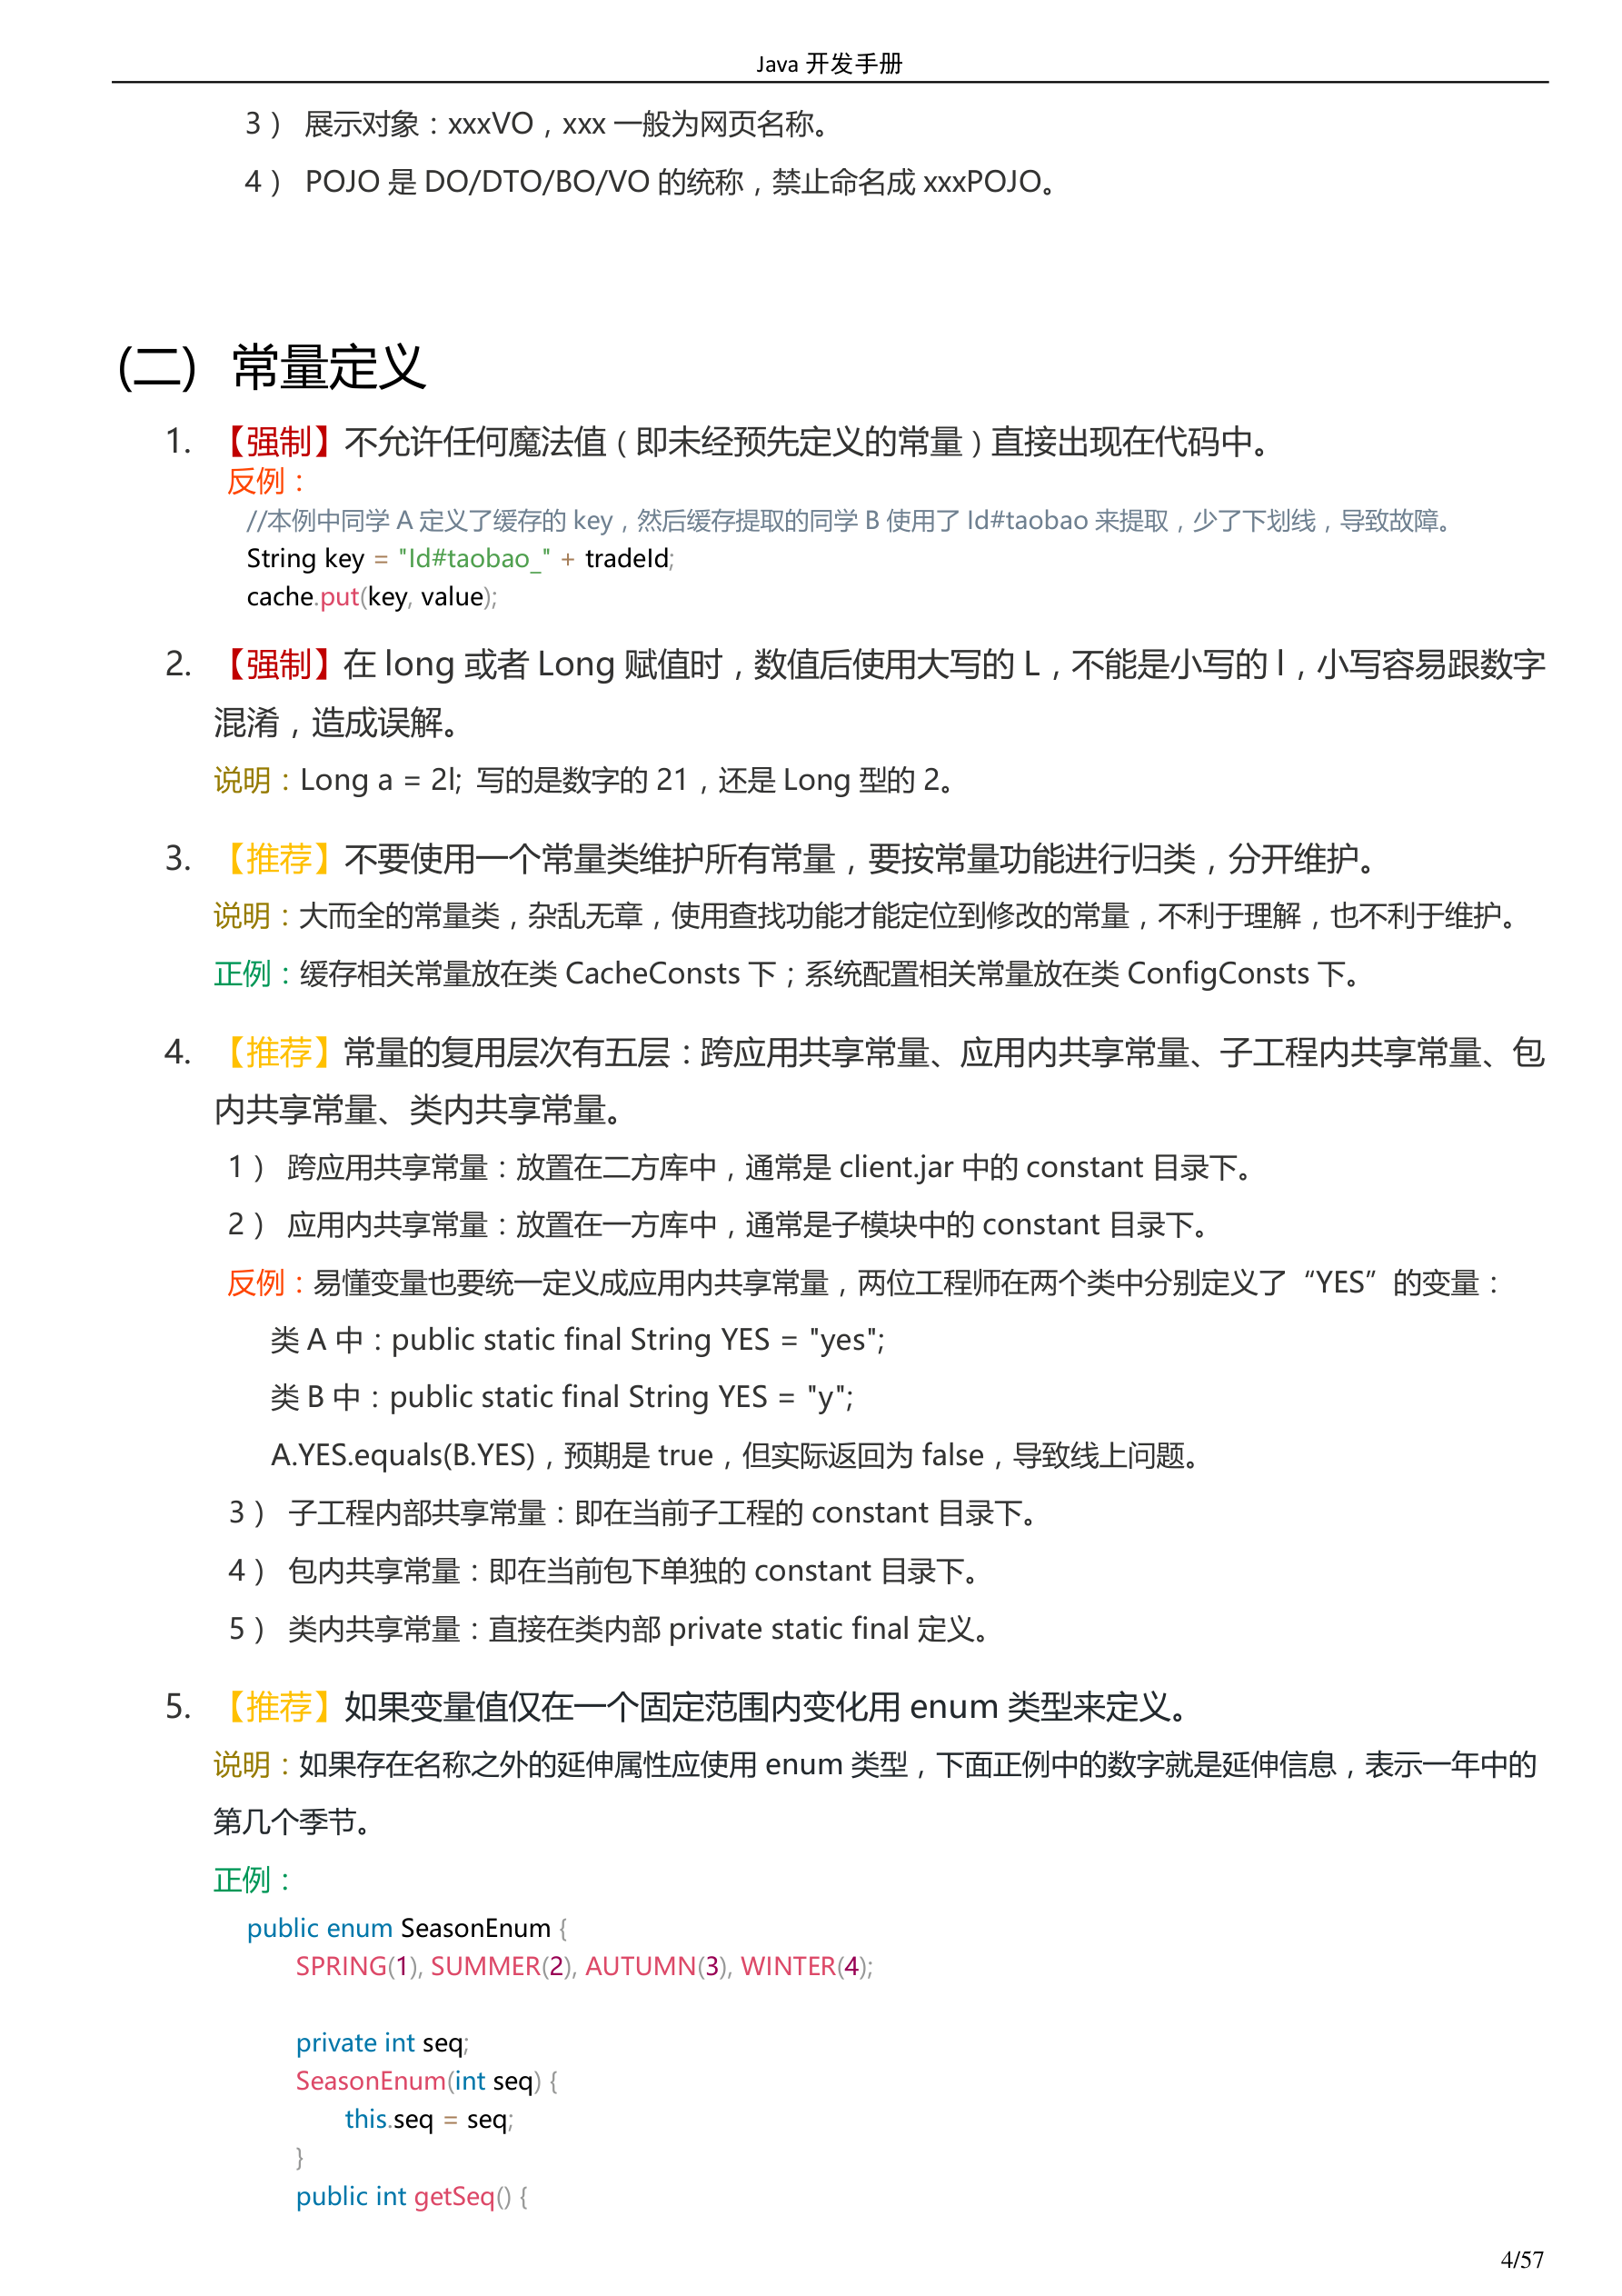 Java 开发手册
3） 展示对象：xxxVO，xxx 一般为网页名称。
4） POJO 是 DO/DTO/BO/VO 的统称，禁止命名成 xxxPOJO。
(二) 常量定义
1. 【强制】不允许任何魔法值（即未经预先定义的常量）直接出现在代码中。
反例：
//本例中同学 A 定义了缓存的 key，然后缓存提取的同学 B 使用了 Id#taobao 来提取，少了下划线，导致故障。
String key = "Id#taobao_" + tradeId;
cache.put(key, value);
2. 【强制】在 long 或者 Long 赋值时，数值后使用大写的 L，不能是小写的 l，小写容易跟数字
混淆，造成误解。
说明：Long a = 2l; 写的是数字的 21，还是 Long 型的 2。
3. 【推荐】不要使用一个常量类维护所有常量，要按常量功能进行归类，分开维护。
说明：大而全的常量类，杂乱无章，使用查找功能才能定位到修改的常量，不利于理解，也不利于维护。
正例：缓存相关常量放在类 CacheConsts 下；系统配置相关常量放在类 ConfigConsts 下。
4. 【推荐】常量的复用层次有五层：跨应用共享常量、应用内共享常量、子工程内共享常量、包
内共享常量、类内共享常量。
1） 跨应用共享常量：放置在二方库中，通常是 client.jar 中的 constant 目录下。
2） 应用内共享常量：放置在一方库中，通常是子模块中的 constant 目录下。
反例：易懂变量也要统一定义成应用内共享常量，两位工程师在两个类中分别定义了“YES”的变量：
类 A 中：public static final String YES = "yes";
类 B 中：public static final String YES = "y";
A.YES.equals(B.YES)，预期是 true，但实际返回为 false，导致线上问题。
3） 子工程内部共享常量：即在当前子工程的 constant 目录下。
4） 包内共享常量：即在当前包下单独的 constant 目录下。
5） 类内共享常量：直接在类内部 private static final 定义。
5. 【推荐】如果变量值仅在一个固定范围内变化用 enum 类型来定义。
说明：如果存在名称之外的延伸属性应使用 enum 类型，下面正例中的数字就是延伸信息，表示一年中的
第几个季节。
正例：
public enum SeasonEnum {
SPRING(1), SUMMER(2), AUTUMN(3), WINTER(4);
private int seq;
SeasonEnum(int seq) {
this.seq = seq;
}
public int getSeq() {
4/57